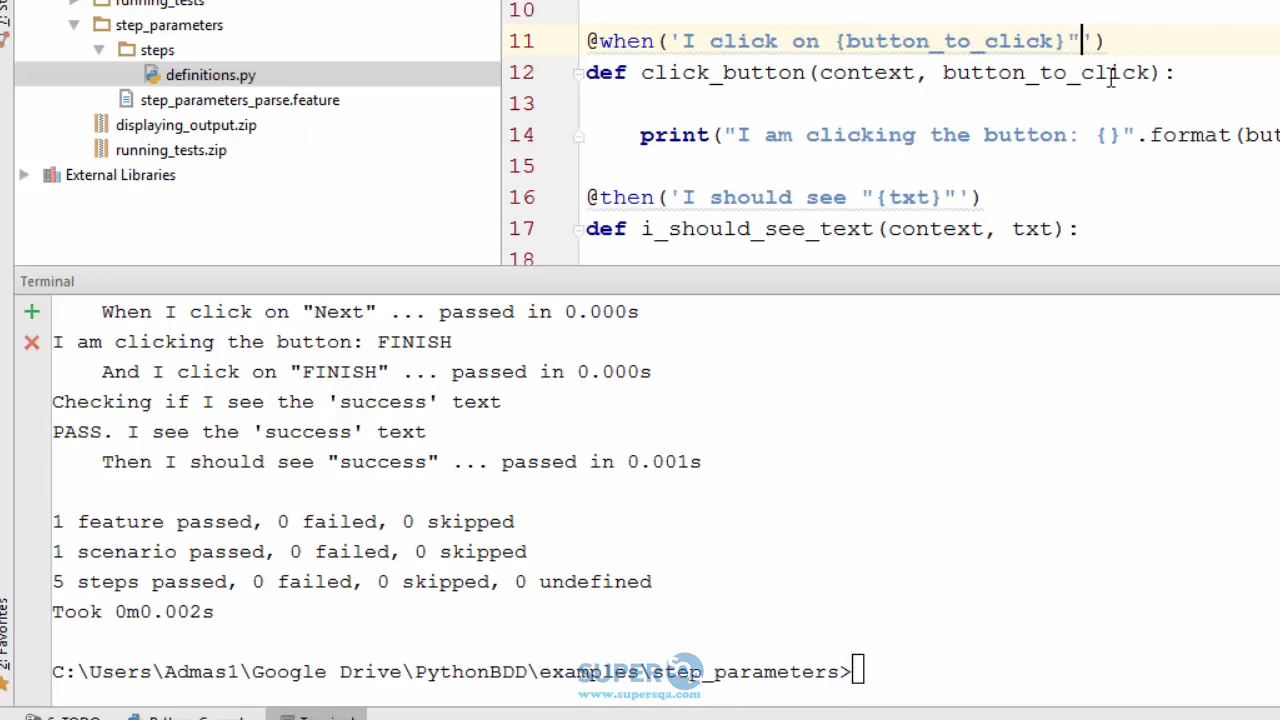 running_tests
step_parameters
steps
definitions.py
step_parameters_parse.feature
displaying_output.zip
running_tests.zip
External Libraries
10
11 @when('I click on {button_to_click}"')
12 def click_button(context, button_to_click):
13
14 print("I am clicking the button: {}".format(but
15
16 @then('I should see "{txt}"')
17 def i_should_see_text(context, txt):
18
Terminal
When I click on "Next" ... passed in 0.000s
I am clicking the button: FINISH
And I click on "FINISH" ... passed in 0.000s
Checking if I see the 'success' text
PASS. I see the 'success' text
Then I should see "success" ... passed in 0.001s
1 feature passed, 0 failed, 0 skipped
1 scenario passed, 0 failed, 0 skipped
5 steps passed, 0 failed, 0 skipped, 0 undefined
Took 0m0.002s
C:\Users\Admas1\Google Drive\PythonBDD\examples\step_parameters>
SUPER
www.supersqa.com
2: Favorites
6: TODO
Terminal